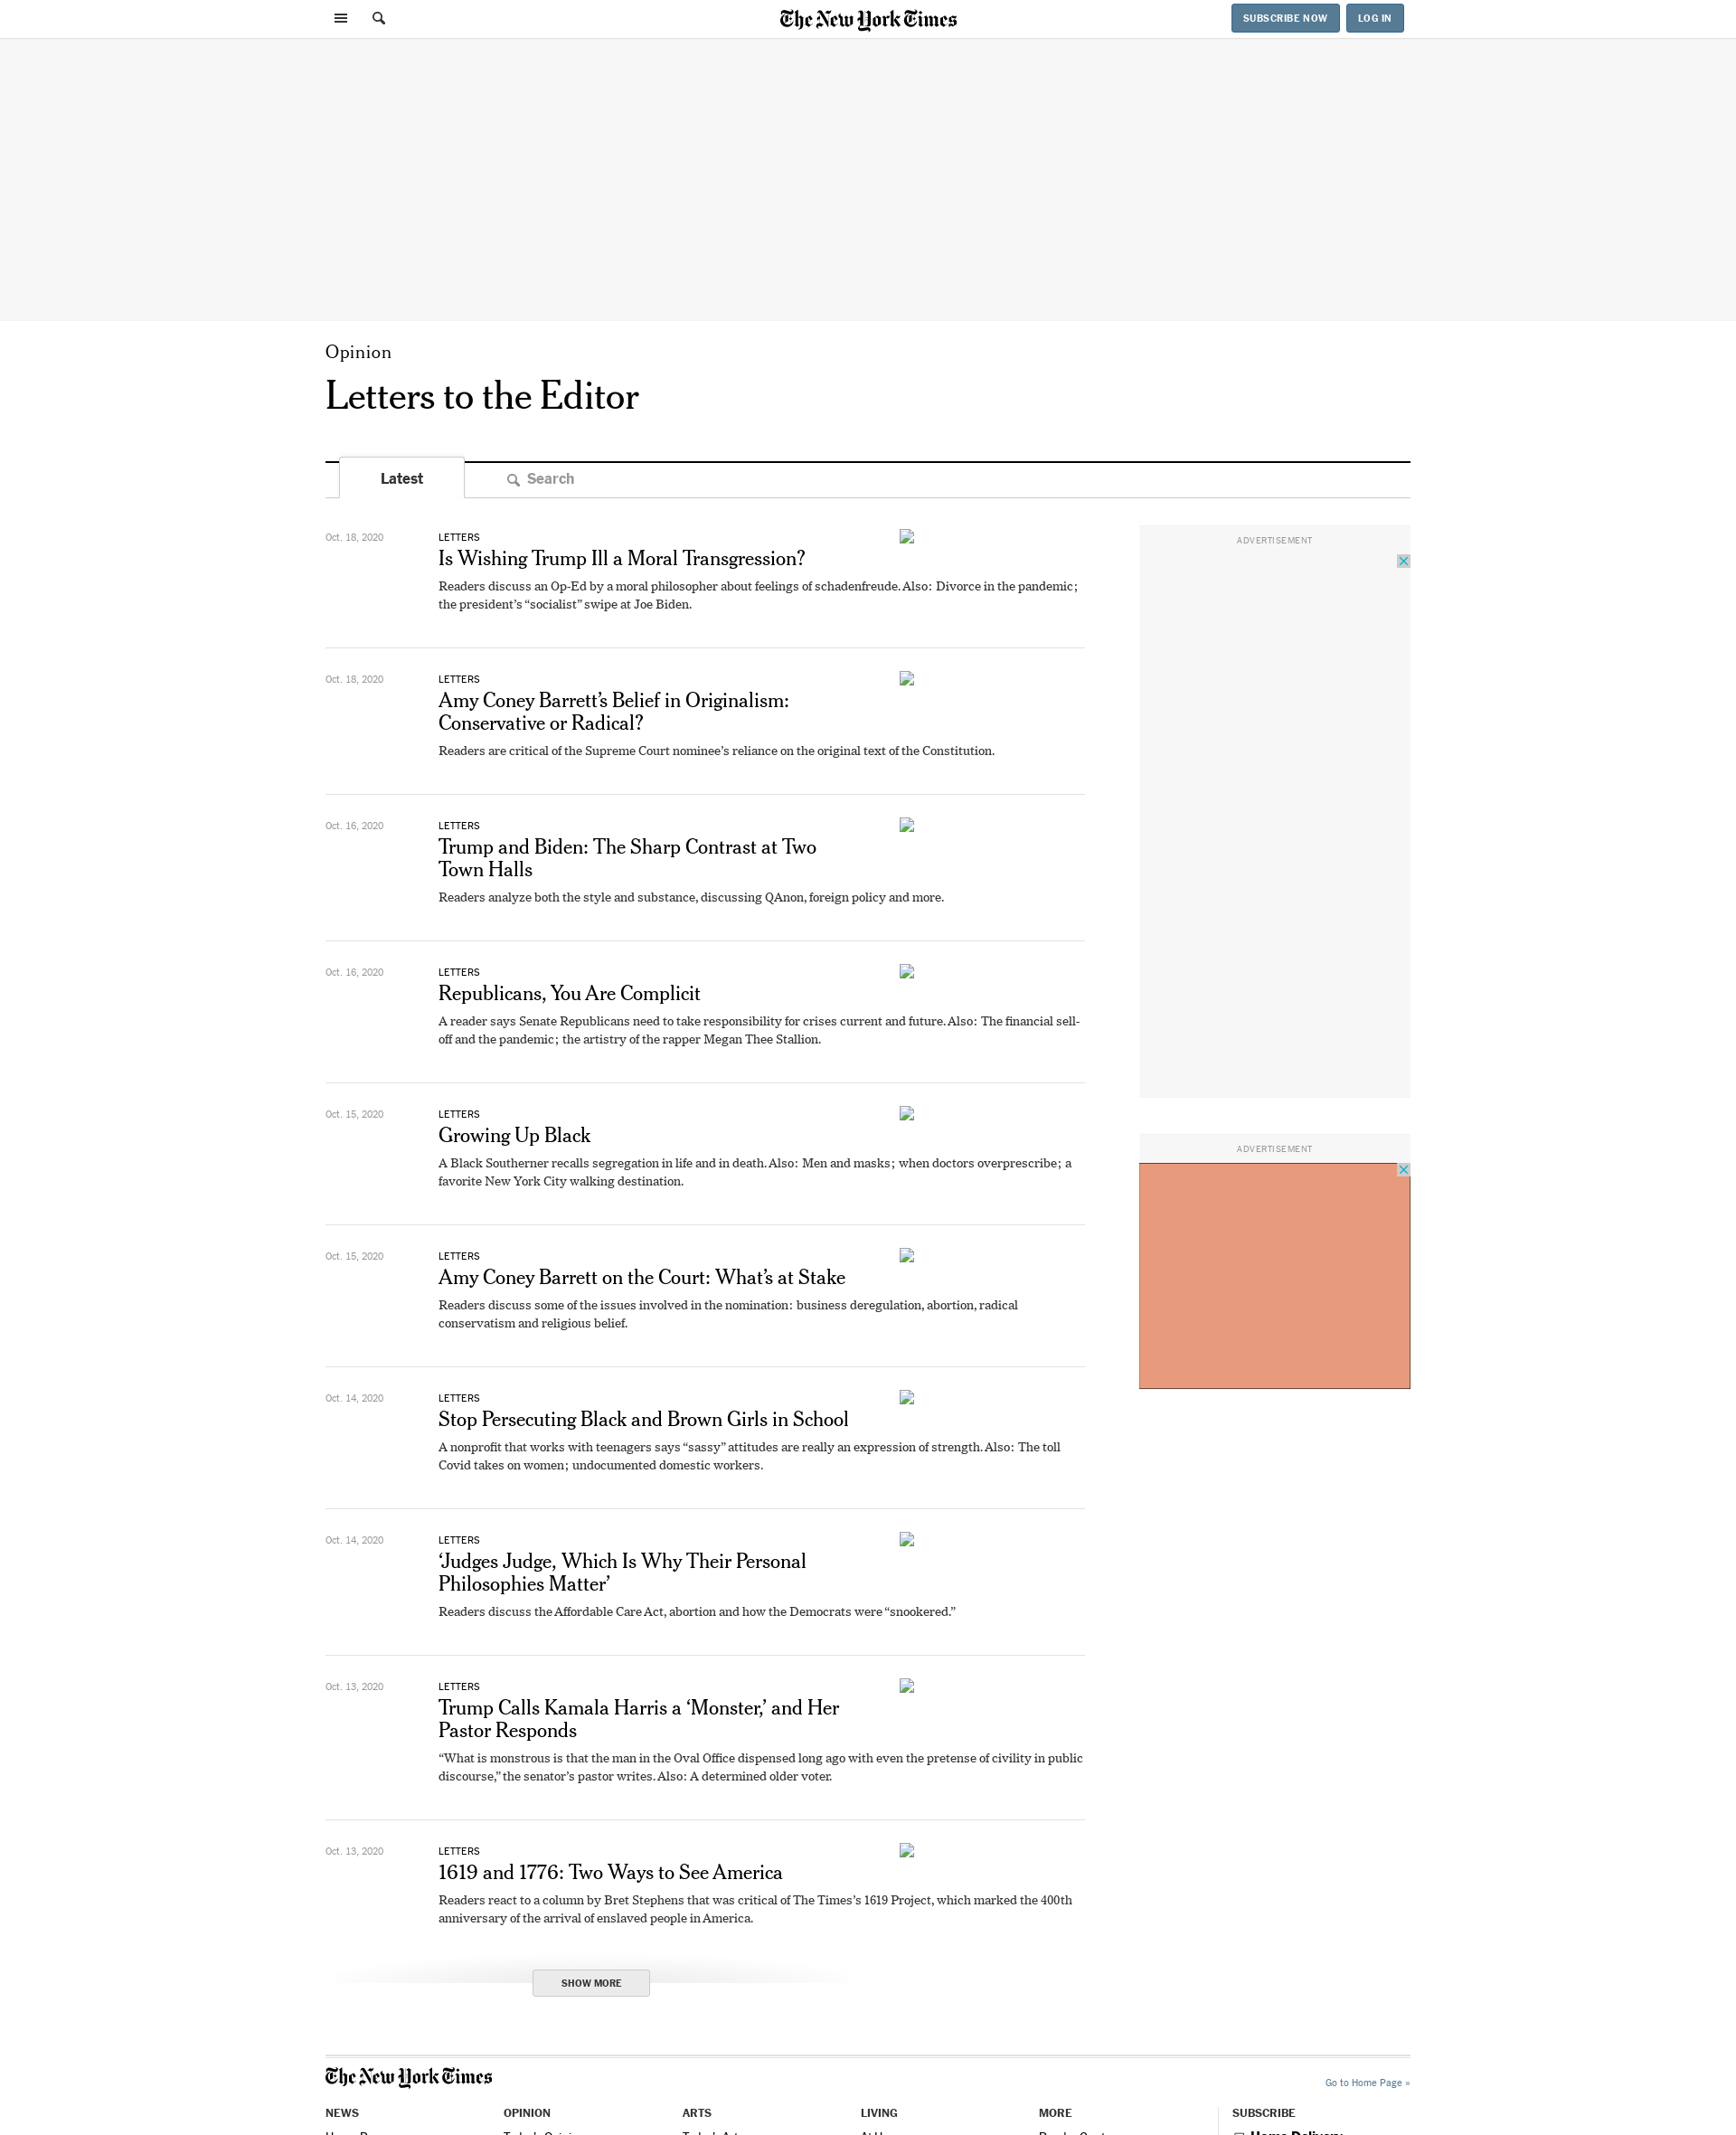 The New York Times
SUBSCRIBE NOW
LOG IN
Opinion
Letters to the Editor
Latest
Search
Oct. 18, 2020
LETTERS
Is Wishing Trump Ill a Moral Transgression?
Readers discuss an Op-Ed by a moral philosopher about feelings of schadenfreude. Also: Divorce in the pandemic;
the president’s “socialist” swipe at Joe Biden.
Oct. 18, 2020
LETTERS
Amy Coney Barrett’s Belief in Originalism:
Conservative or Radical?
Readers are critical of the Supreme Court nominee’s reliance on the original text of the Constitution.
Oct. 16, 2020
LETTERS
Trump and Biden: The Sharp Contrast at Two
Town Halls
Readers analyze both the style and substance, discussing QAnon, foreign policy and more.
Oct. 16, 2020
LETTERS
Republicans, You Are Complicit
A reader says Senate Republicans need to take responsibility for crises current and future. Also: The financial sell-
off and the pandemic; the artistry of the rapper Megan Thee Stallion.
Oct. 15, 2020
LETTERS
Growing Up Black
A Black Southerner recalls segregation in life and in death. Also: Men and masks; when doctors overprescribe; a
favorite New York City walking destination.
Oct. 15, 2020
LETTERS
Amy Coney Barrett on the Court: What’s at Stake
Readers discuss some of the issues involved in the nomination: business deregulation, abortion, radical
conservatism and religious belief.
Oct. 14, 2020
LETTERS
Stop Persecuting Black and Brown Girls in School
A nonprofit that works with teenagers says “sassy” attitudes are really an expression of strength. Also: The toll
Covid takes on women; undocumented domestic workers.
Oct. 14, 2020
LETTERS
‘Judges Judge, Which Is Why Their Personal
Philosophies Matter’
Readers discuss the Affordable Care Act, abortion and how the Democrats were “snookered.”
Oct. 13, 2020
LETTERS
Trump Calls Kamala Harris a ‘Monster,’ and Her
Pastor Responds
“What is monstrous is that the man in the Oval Office dispensed long ago with even the pretense of civility in public
discourse,” the senator’s pastor writes. Also: A determined older voter.
Oct. 13, 2020
LETTERS
1619 and 1776: Two Ways to See America
Readers react to a column by Bret Stephens that was critical of The Times’s 1619 Project, which marked the 400th
anniversary of the arrival of enslaved people in America.
SHOW MORE
ADVERTISEMENT
ADVERTISEMENT
The New York Times
Go to Home Page »
NEWS
OPINION
ARTS
LIVING
MORE
SUBSCRIBE
Home Delivery